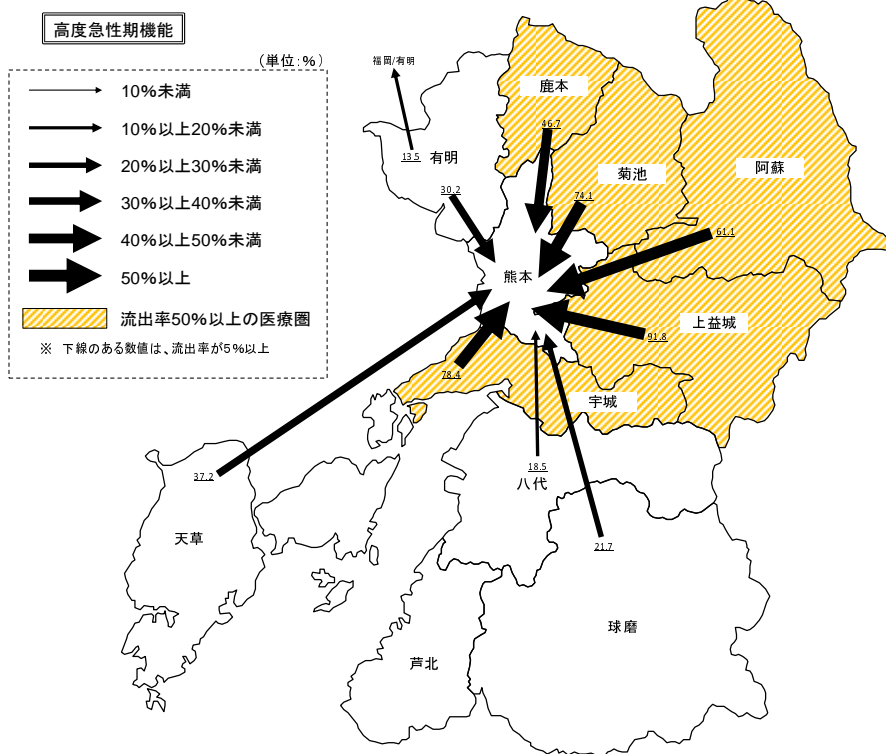 高度急性期機能
(単位:%)
10%未満
10%以上20%未満
20%以上30%未満
30%以上40%未満
40%以上50%未満
50%以上
流出率50%以上の医療圏
※ 下線のある数値は、流出率が5%以上
福岡/有明
鹿本
46.7
13.5 有明
菊池
阿蘇
30.2
74.1
61.1
熊本
上益城
91.8
78.4
宇城
18.5
37.2
八代
天草
21.7
球磨
芦北